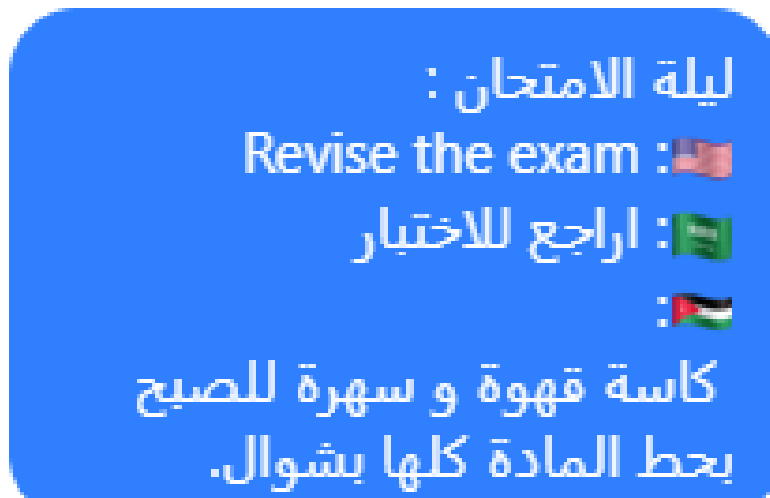 ليلة الامتحان :
🇺🇸: Revise the exam
🇸🇦: اراجع للاختبار
🇵🇸:
كاسة قهوة و سهرة للصبح
بحط المادة كلها بشوال.